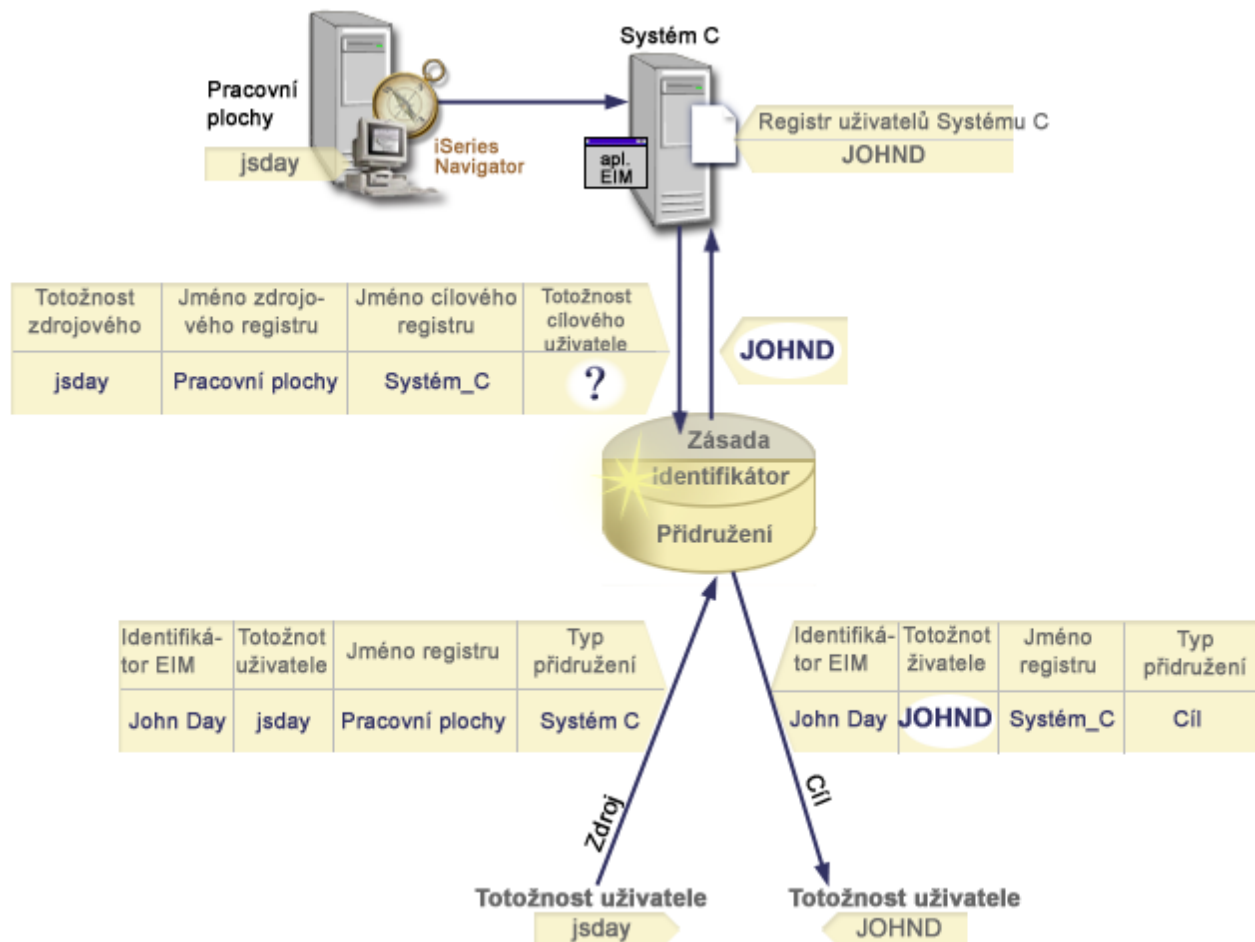 Systém C
Pracovní
plochy
jsday
iSeries
Navigator
apl.
EIM
Registr uživatelů Systému C
JOHND
Totožnost
zdrojového
Jméno zdrojo-
vého registru
Jméno cílového
registru
Totožnost
cílového
uživatele
jsday
Pracovní plochy
Systém_C
?
JOHND
Zásada
identifikátor
Přidružení
Identifiká-
tor EIM
Totožnot
uživatele
Jméno registru
Typ
přidružení
John Day
jsday
Pracovní plochy
Systém C
Identifiká-
tor EIM
Totožnot
živatele
Jméno
registru
Typ
přidružení
John Day
JOHND
Systém_C
Cíl
Zdroj
Cíl
Totožnost uživatele
jsday
Totožnost uživatele
JOHND